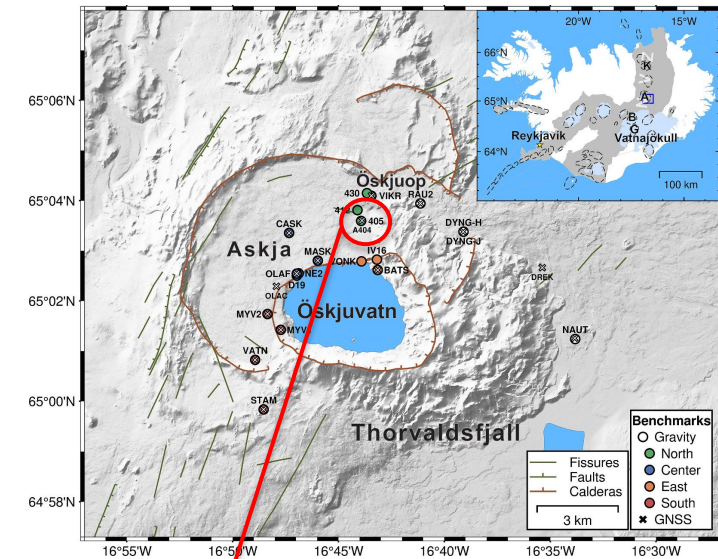 65°06'N
65°04'N
65°02'N
65°00'N
64°58'N
16°55'W
16°50'W
16°45'W
16°40'W
16°35'W
16°30'W
20°W
15°W
66°N
65°N
64°N
K
A
B
G
Reykjavik
Vatnajökull
100 km
Öskjuop
430
VIKR
RAU2
405
A404
CASK
DYNG-H
DYNG-J
Askja
MASK
IV16
BATS
OLAF
NE2
D19
OLAC
DREK
Öskjuvatn
MYV2
NAUT
VATN
STAM
Thorvaldsfjall
Fissures
Faults
Calderas
3 km
Benchmarks
Gravity
North
Center
East
South
GNSS